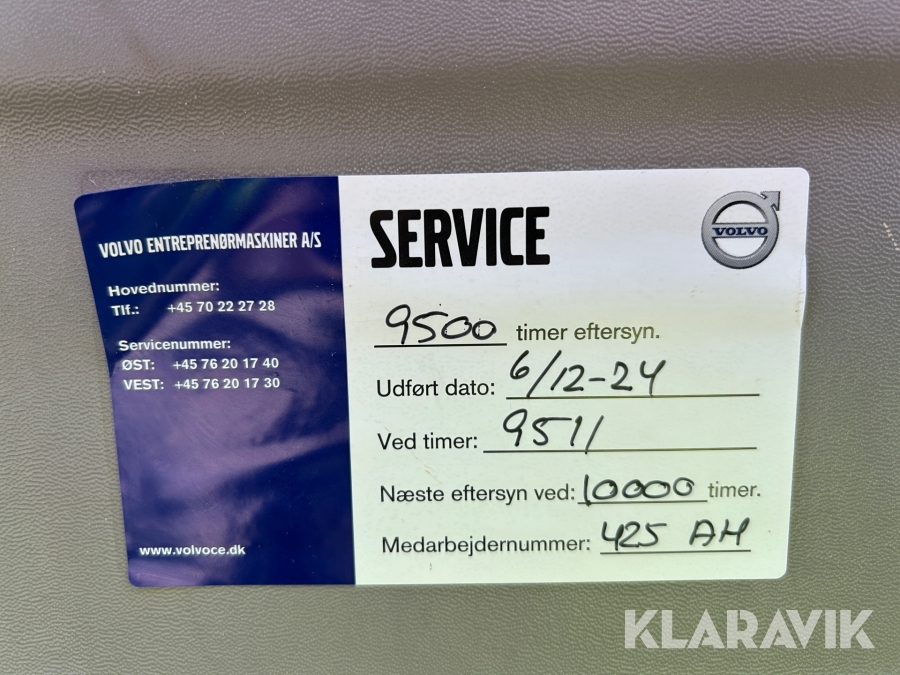 VOLVO ENTREPRENØRMASKINER A/S
Hovednummer:
Tlf.: +45 70 22 27 28
Servicenummer:
ØST: +45 76 20 17 40
VEST: +45 76 20 17 30
www.volvoce.dk
SERVICE
VOLVO
9500 timer eftersyn.
Udført dato: 6/12-24
Ved timer: 9511
Næste eftersyn ved: 10000 timer.
Medarbejdernummer: 425 AH
KLARAVIK